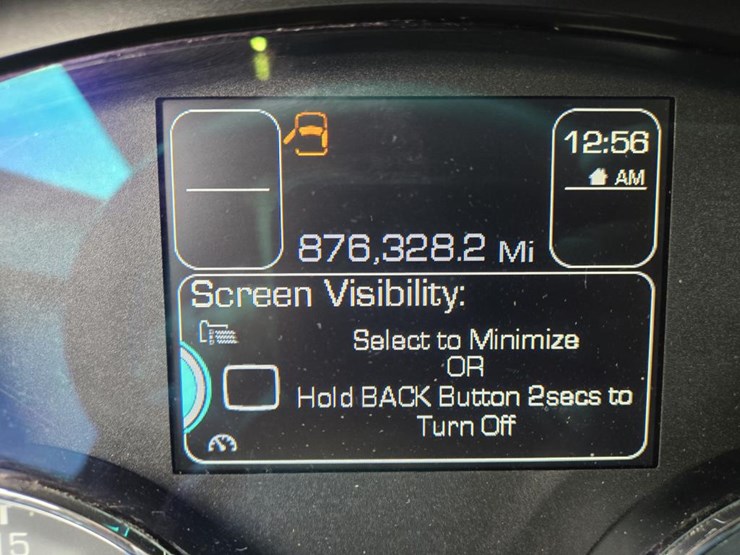 12:56
AM
876,328.2 Mi
Screen Visibility:
Select to Minimize
OR
Hold BACK Button 2secs to
Turn Off
15